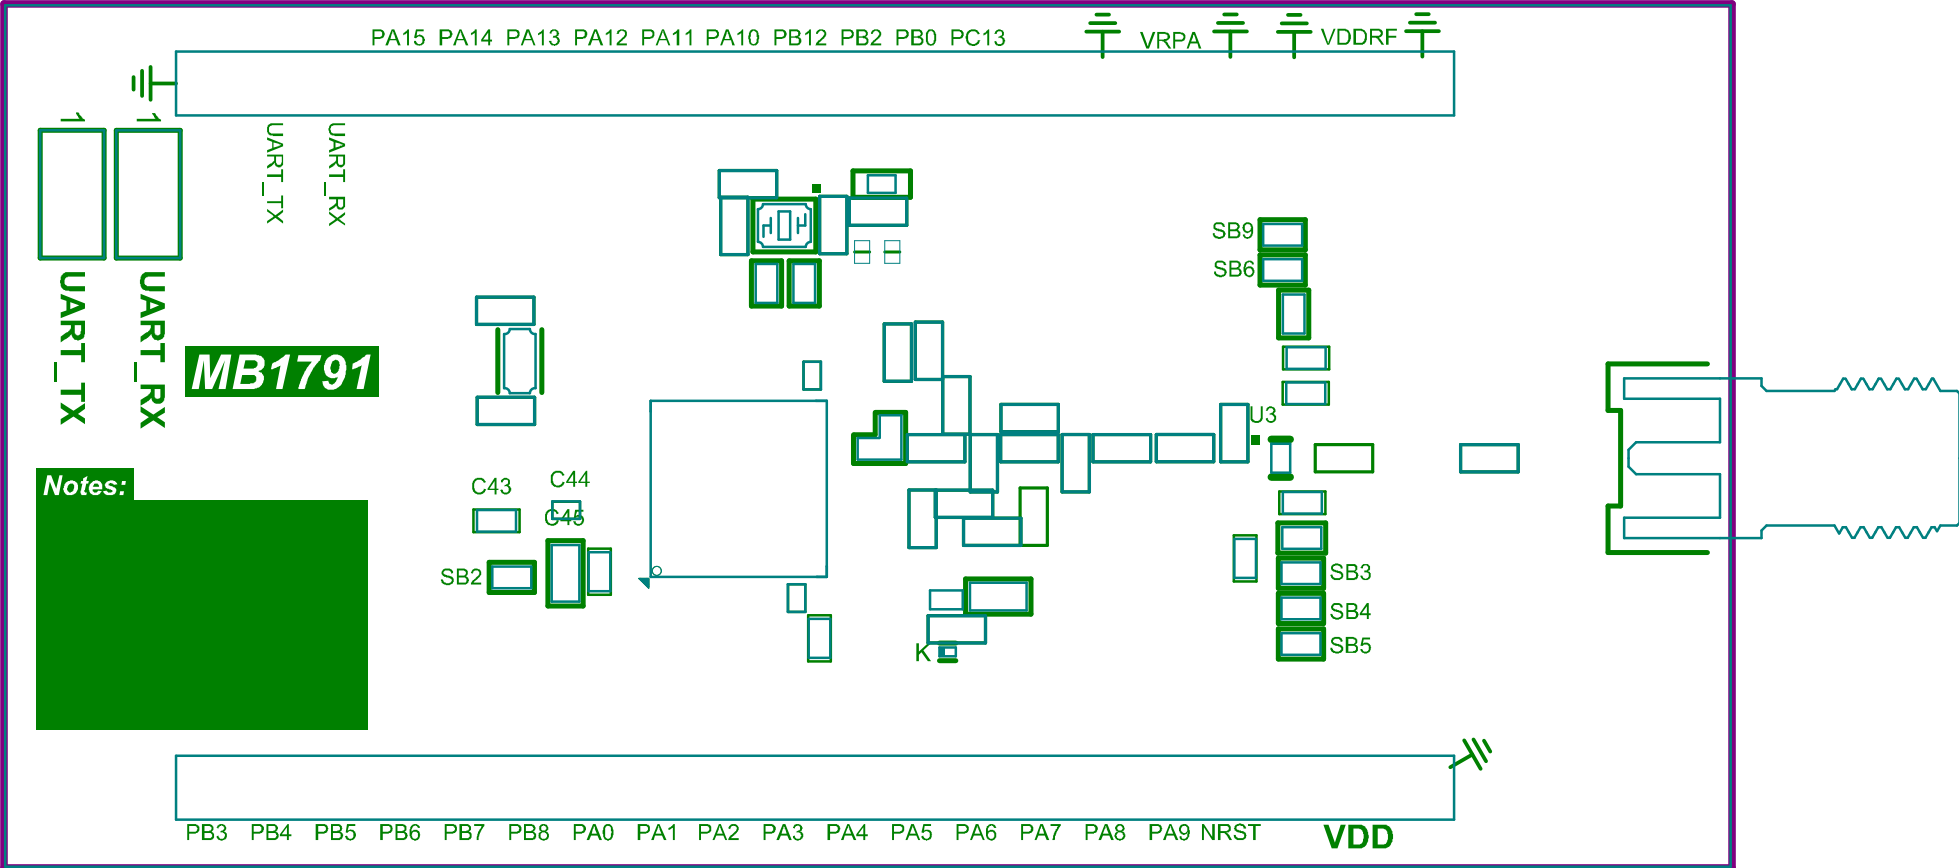 PA15 PA14 PA13 PA12 PA11 PA10 PB12 PB2 PB0 PC13 VRPA VDDRF
1 1
UART_TX UART_RX
UART_TX UART_RX
MB1791
SB9
SB6
U3
Notes:
C43 C44
C45
SB2
SB3
SB4
SB5
K
PB3 PB4 PB5 PB6 PB7 PB8 PA0 PA1 PA2 PA3 PA4 PA5 PA6 PA7 PA8 PA9 NRST VDD